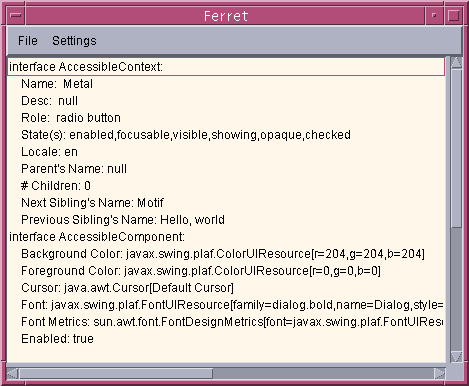 Ferret
File Settings
interface AccessibleContext:
Name: Metal
Desc: null
Role: radio button
State(s): enabled,focusable,visible,showing,opaque,checked
Locale: en
Parent's Name: null
# Children: 0
Next Sibling's Name: Motif
Previous Sibling's Name: Hello, world
interface AccessibleComponent:
Background Color: javax.swing.plaf.ColorUIResource[r=204,g=204,b=204]
Foreground Color: javax.swing.plaf.ColorUIResource[r=0,g=0,b=0]
Cursor: java.awt.Cursor[Default Cursor]
Font: javax.swing.plaf.FontUIResource[family=dialog.bold,name=Dialog,style=
Font Metrics: sun.awt.font.FontDesignMetrics[font=javax.swing.plaf.FontUIRes
Enabled: true